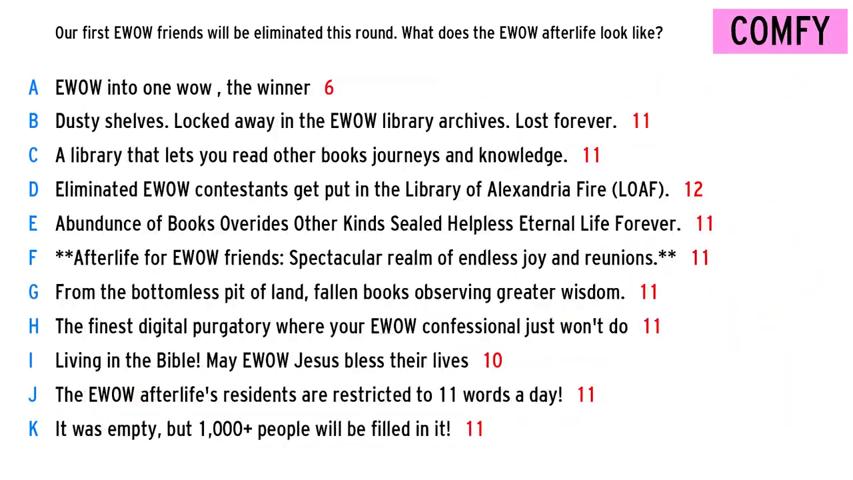 Our first EWOW friends will be eliminated this round. What does the EWOW afterlife look like?
COMFY
A EWOW into one wow , the winner 6
B Dusty shelves. Locked away in the EWOW library archives. Lost forever. 11
C A library that lets you read other books journeys and knowledge. 11
D Eliminated EWOW contestants get put in the Library of Alexandria Fire (LOAF). 12
E Abundunce of Books Overides Other Kinds Sealed Helpless Eternal Life Forever. 11
F **Afterlife for EWOW friends: Spectacular realm of endless joy and reunions.** 11
G From the bottomless pit of land, fallen books observing greater wisdom. 11
H The finest digital purgatory where your EWOW confessional just won't do 11
I Living in the Bible! May EWOW Jesus bless their lives 10
J The EWOW afterlife's residents are restricted to 11 words a day! 11
K It was empty, but 1,000+ people will be filled in it! 11